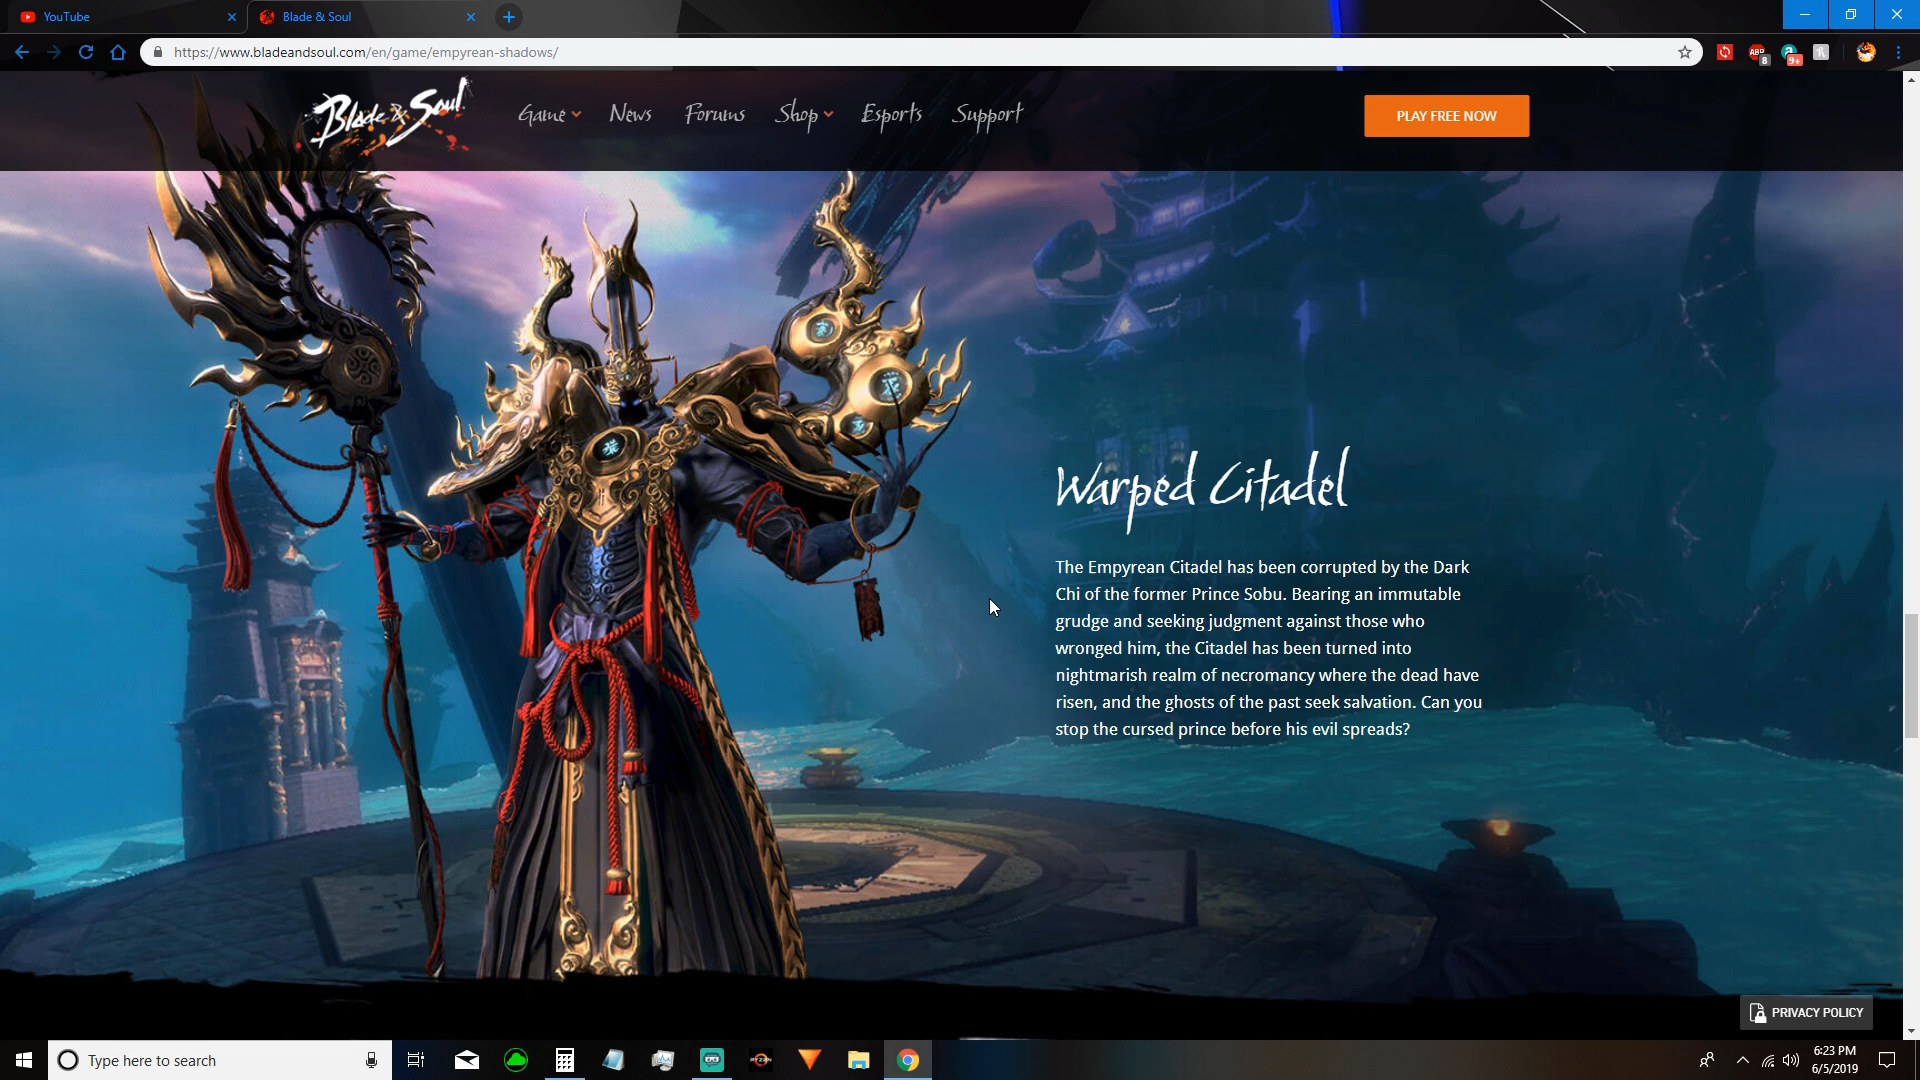 YouTube
Blade & Soul
https://www.bladeandsoul.com/en/game/empyrean-shadows/
ABP
8
9+
Blade & Soul
Game
News
Forums
Shop
Esports
Support
PLAY FREE NOW
Warped Citadel
The Empyrean Citadel has been corrupted by the Dark
Chi of the former Prince Sobu. Bearing an immutable
grudge and seeking judgment against those who
wronged him, the Citadel has been turned into
nightmarish realm of necromancy where the dead have
risen, and the ghosts of the past seek salvation. Can you
stop the cursed prince before his evil spreads?
PRIVACY POLICY
Type here to search
RYZEN
6:23 PM
6/5/2019